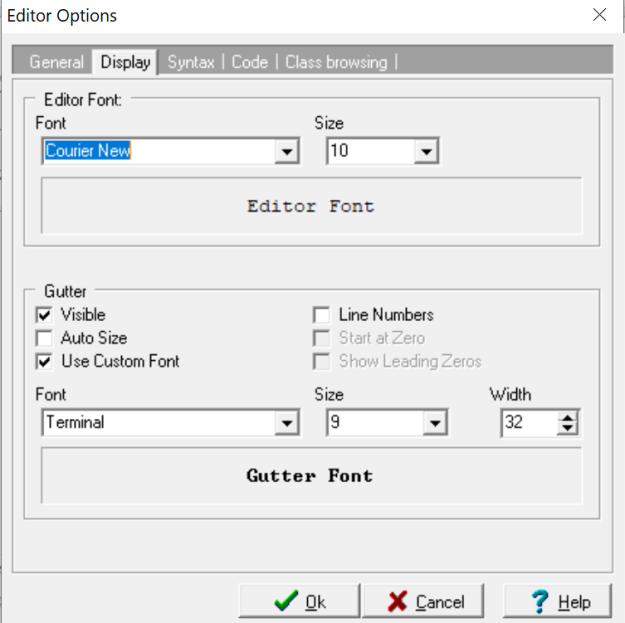 Editor Options
General Display Syntax | Code | Class browsing |
Editor Font:
Font Size
Courier New 10
Editor Font
Gutter
Visible Line Numbers
Auto Size Start at Zero
Use Custom Font Show Leading Zeros
Font Size Width
Terminal 9 32
Gutter Font
Ok Cancel ? Help